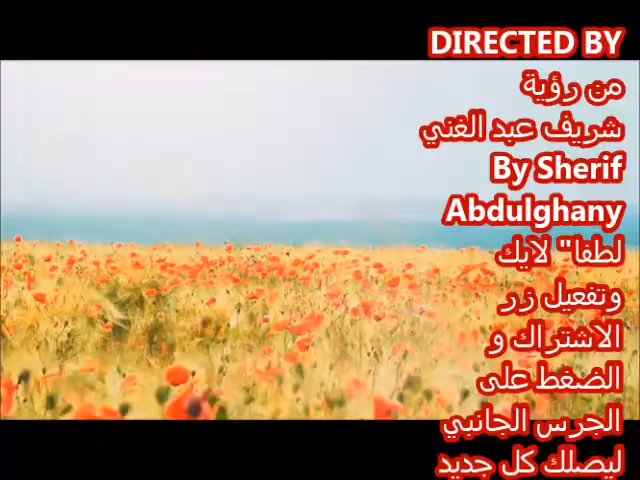 DIRECTED BY
من رؤية
شريف عبد الغني
By Sherif
Abdulghany
لطفا" لايك
وتفعيل زر
الاشتراك و
الضغط على
الجرس الجانبي
ليصلك كل جديد